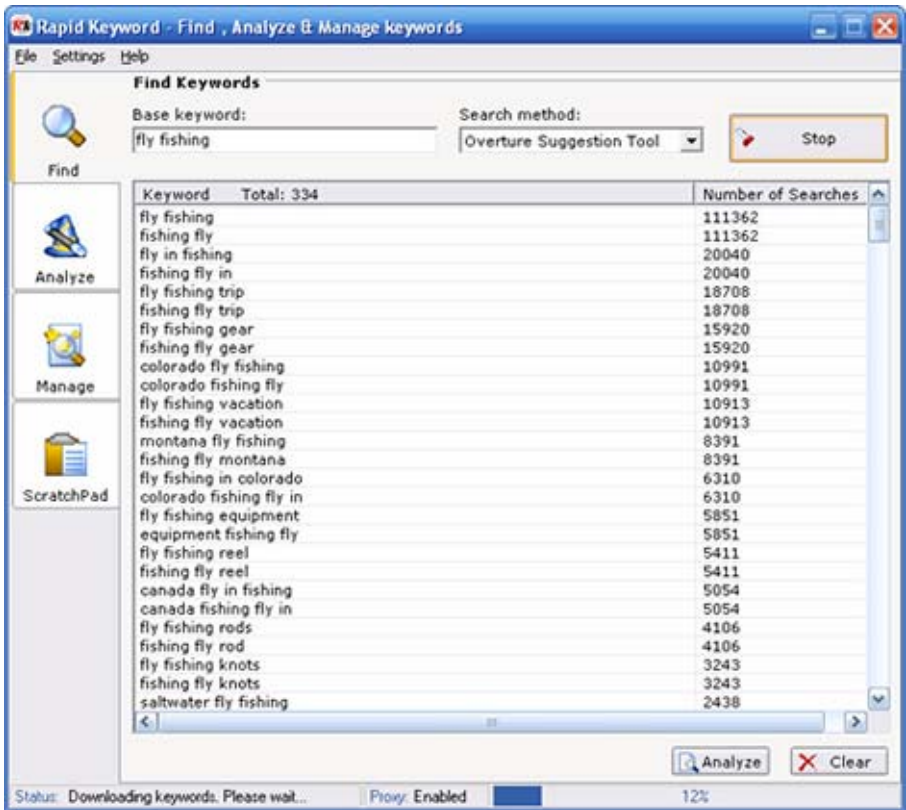 RK Rapid Keyword - Find , Analyze & Manage keywords
File Settings Help
Find Keywords
Base keyword: Search method:
fly fishing Overture Suggestion Tool Stop
Find
Analyze
Manage
ScratchPad
Keyword Total: 334 Number of Searches
fly fishing 111362
fishing fly 111362
fly in fishing 20040
fishing fly in 20040
fly fishing trip 18708
fishing fly trip 18708
fly fishing gear 15920
fishing fly gear 15920
colorado fly fishing 10991
colorado fishing fly 10991
fly fishing vacation 10913
fishing fly vacation 10913
montana fly fishing 8391
fishing fly montana 8391
fly fishing in colorado 6310
colorado fishing fly in 6310
fly fishing equipment 5851
equipment fishing fly 5851
fly fishing reel 5411
fishing fly reel 5411
canada fly in fishing 5054
canada fishing fly in 5054
fly fishing rods 4106
fishing fly rod 4106
fly fishing knots 3243
fishing fly knots 3243
saltwater fly fishing 2438
Analyze Clear
Status: Downloading keywords. Please wait... Proxy: Enabled 12%